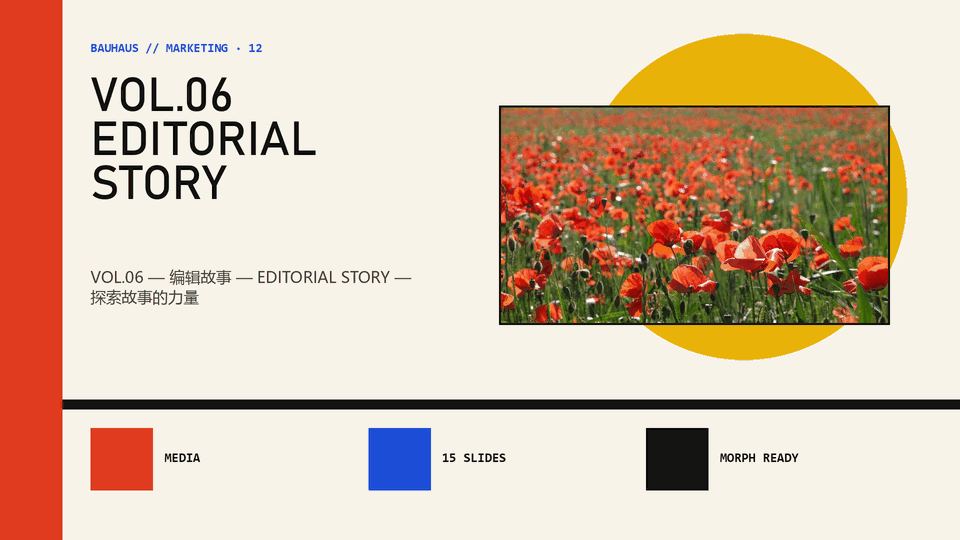 BAUHAUS // MARKETING · 12
VOL.06
EDITORIAL
STORY
VOL.06 — 编辑故事 — EDITORIAL STORY —
探索故事的力量
MEDIA
15 SLIDES
MORPH READY